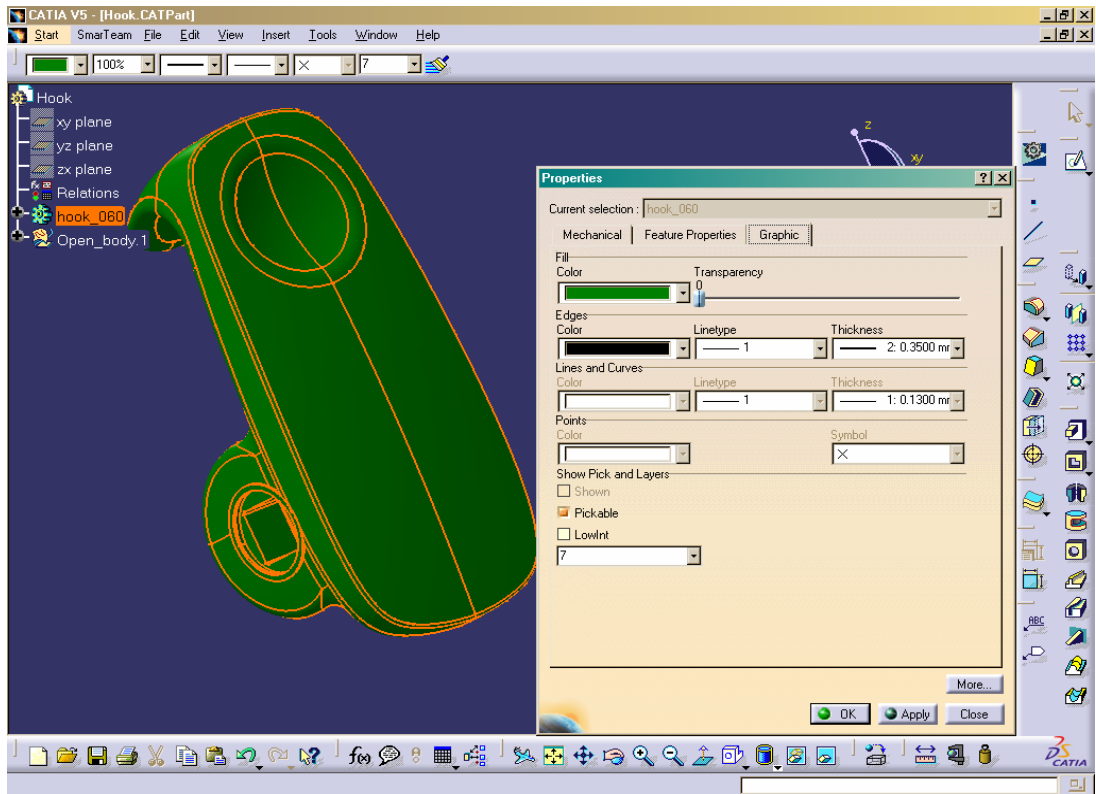 CATIA V5 - [Hook.CATPart]
Start SmarTeam File Edit View Insert Tools Window Help
100% 7
Hook
xy plane
yz plane
zx plane
Relations
hook_060
Open_body.1
z
xy
Properties
Current selection : hook_060
Mechanical Feature Properties Graphic
Fill
Color Transparency
0
Edges
Color Linetype Thickness
1 2: 0.3500 mr
Lines and Curves
Color Linetype Thickness
1 1: 0.1300 mr
Points
Color Symbol
Show Pick and Layers
Shown
Pickable
LowInt
7
More...
OK Apply Close
ABC
f(x)
CATIA